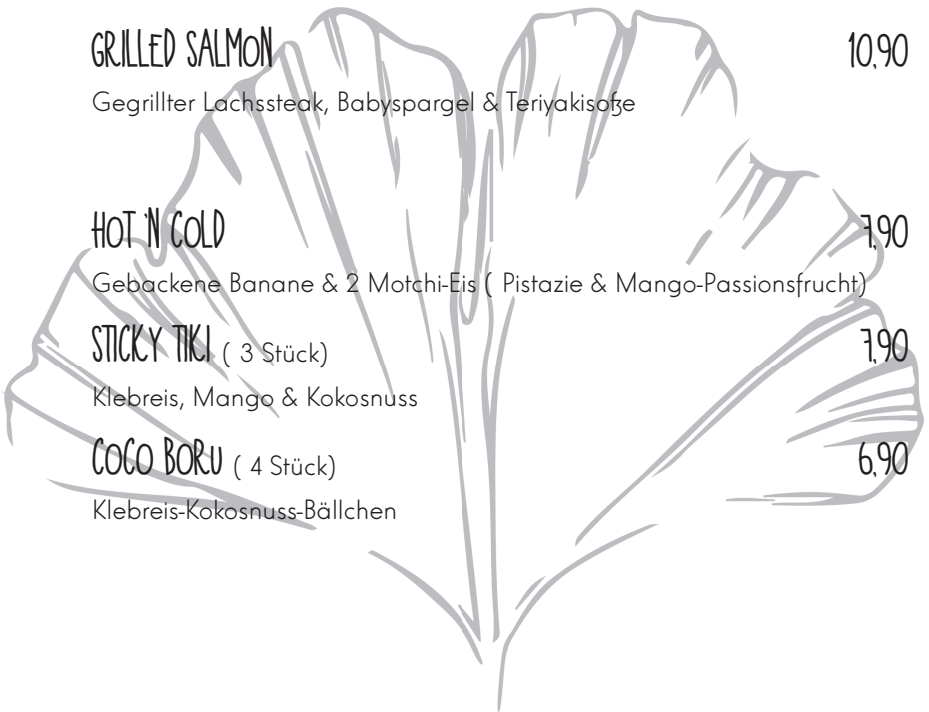 GRILLED SALMON 10,90
Gegrillter Lachssteak, Babyspargel & Teriyakisoße
HOT 'N COLD 7,90
Gebackene Banane & 2 Motchi-Eis ( Pistazie & Mango-Passionsfrucht)
STICKY TIKI ( 3 Stück) 7,90
Klebreis, Mango & Kokosnuss
COCO BORU ( 4 Stück) 6,90
Klebreis-Kokosnuss-Bällchen